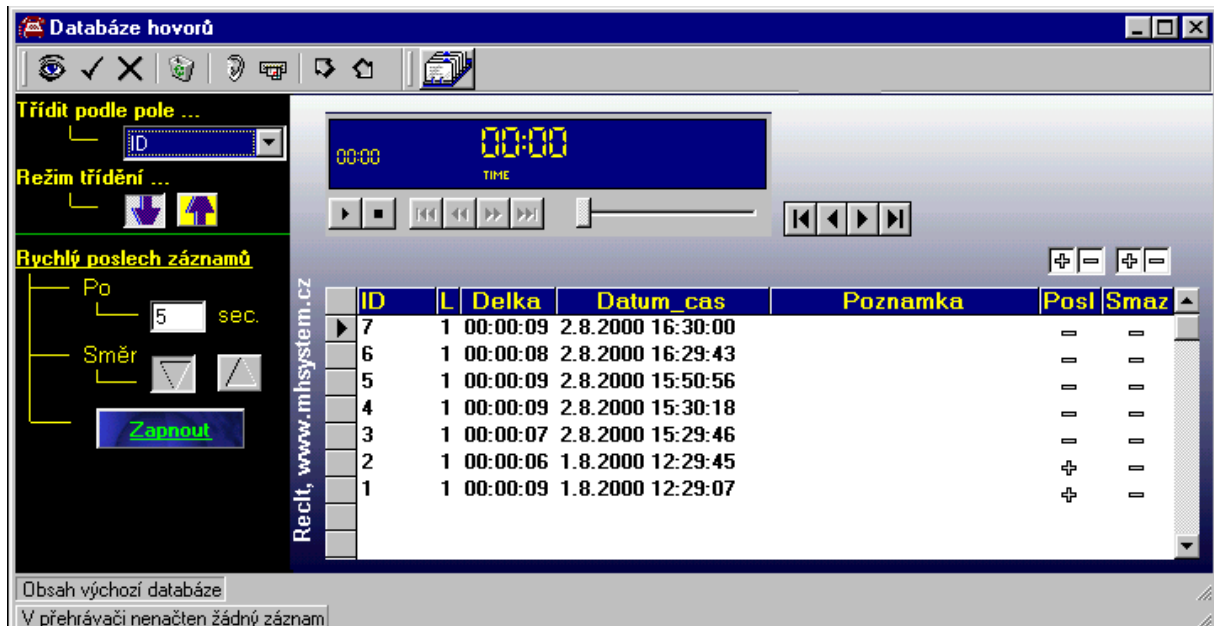 Databáze hovorů
Třídit podle pole ...
ID
Režim třídění ...
00:00
00:00
TIME
Rychlý poslech záznamů
Po
5 sec.
Směr
Zapnout
RecIt, www.mhsystem.cz
ID L Delka Datum_cas Poznamka Posl Smaz
7 1 00:00:09 2.8.2000 16:30:00
6 1 00:00:08 2.8.2000 16:29:43
5 1 00:00:09 2.8.2000 15:50:56
4 1 00:00:09 2.8.2000 15:30:18
3 1 00:00:07 2.8.2000 15:29:46
2 1 00:00:06 1.8.2000 12:29:45
1 1 00:00:09 1.8.2000 12:29:07
Obsah výchozí databáze
V přehrávači nenačten žádný záznam